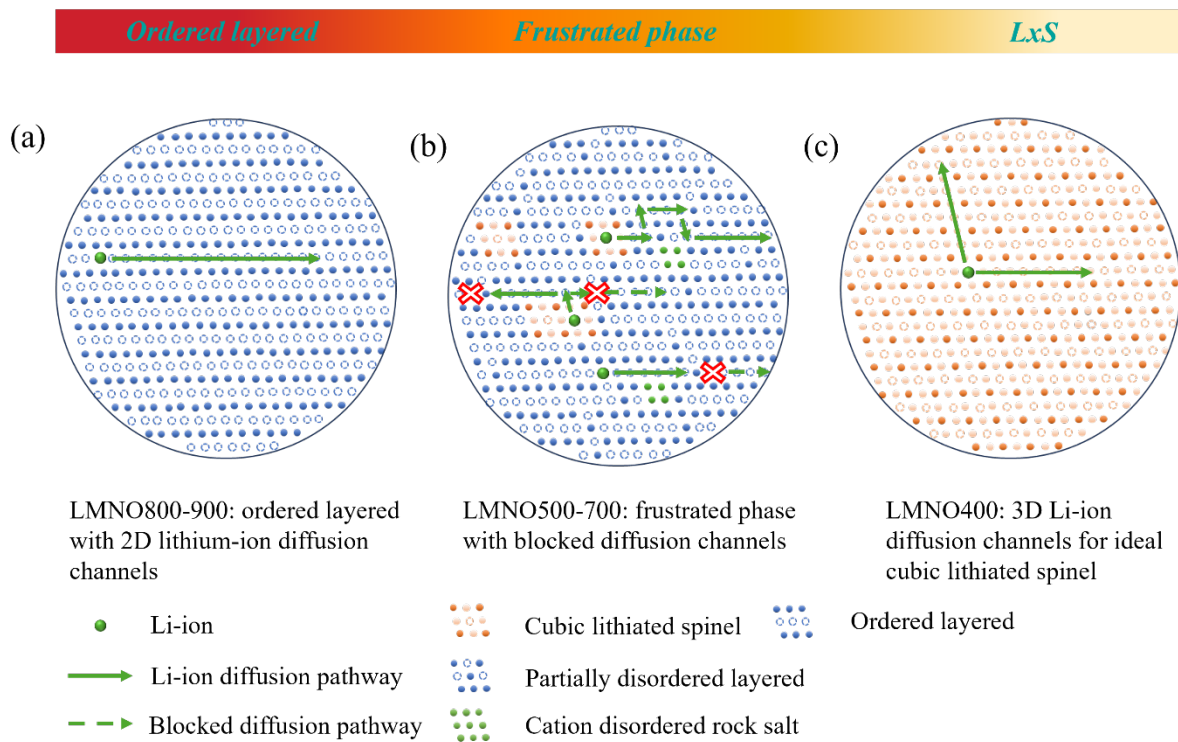 Ordered layered
Frustrated phase
LxS
(a)
(b)
(c)
LMNO800-900: ordered layered
with 2D lithium-ion diffusion
channels
LMNO500-700: frustrated phase
with blocked diffusion channels
LMNO400: 3D Li-ion
diffusion channels for ideal
cubic lithiated spinel
Li-ion
Cubic lithiated spinel
Ordered layered
Li-ion diffusion pathway
Partially disordered layered
Blocked diffusion pathway
Cation disordered rock salt